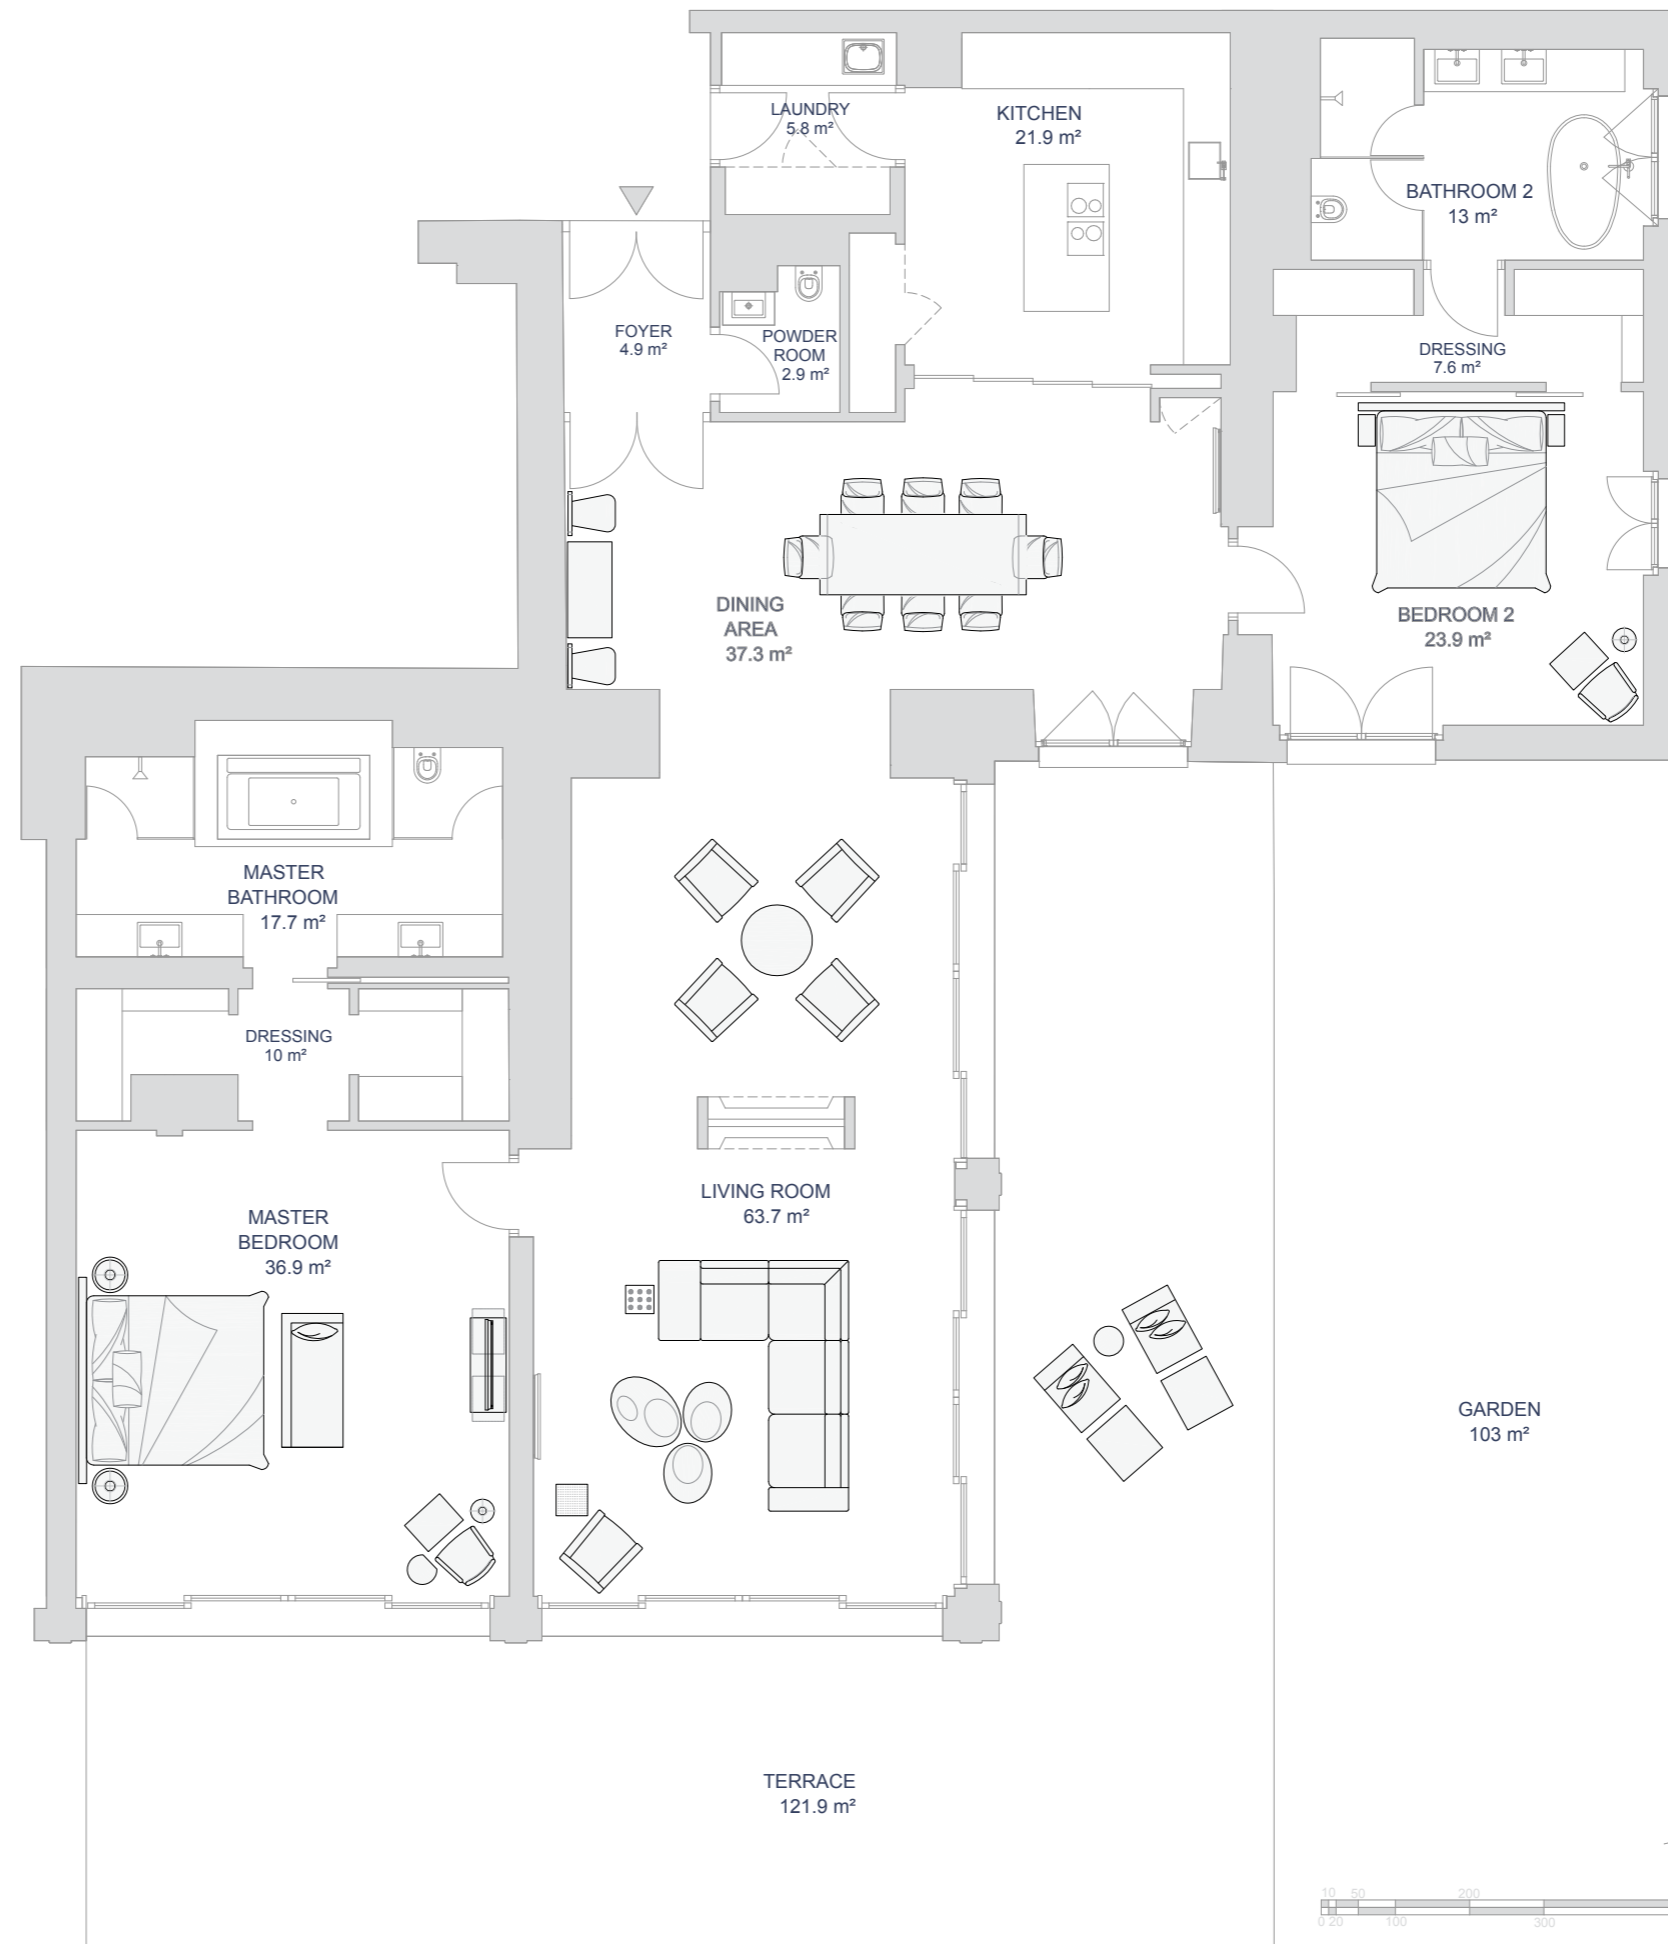 LAUNDRY
5.8 m²
KITCHEN
21.9 m²
BATHROOM 2
13 m²
FOYER
4.9 m²
POWDER
ROOM
2.9 m²
DRESSING
7.6 m²
DINING
AREA
37.3 m²
BEDROOM 2
23.9 m²
MASTER
BATHROOM
17.7 m²
DRESSING
10 m²
LIVING ROOM
63.7 m²
MASTER
BEDROOM
36.9 m²
GARDEN
103 m²
TERRACE
121.9 m²
10 50 200
0 20 100 300